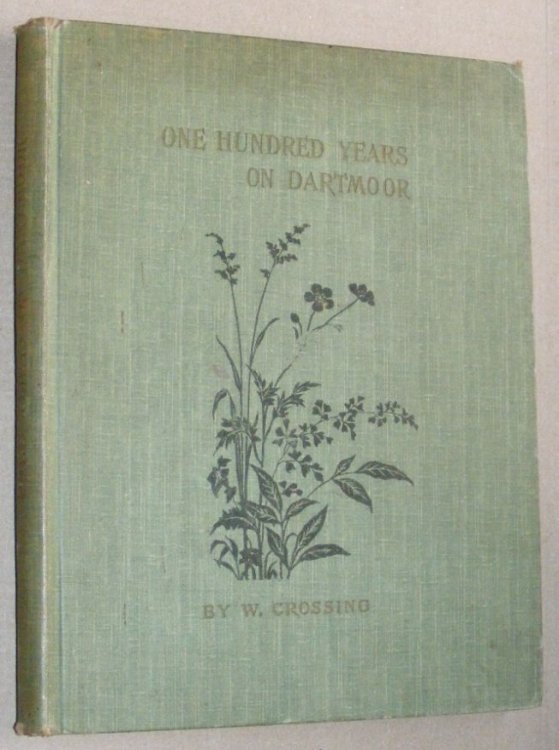 ONE HUNDRED YEARS
ON DARTMOOR
BY W. CROSSING